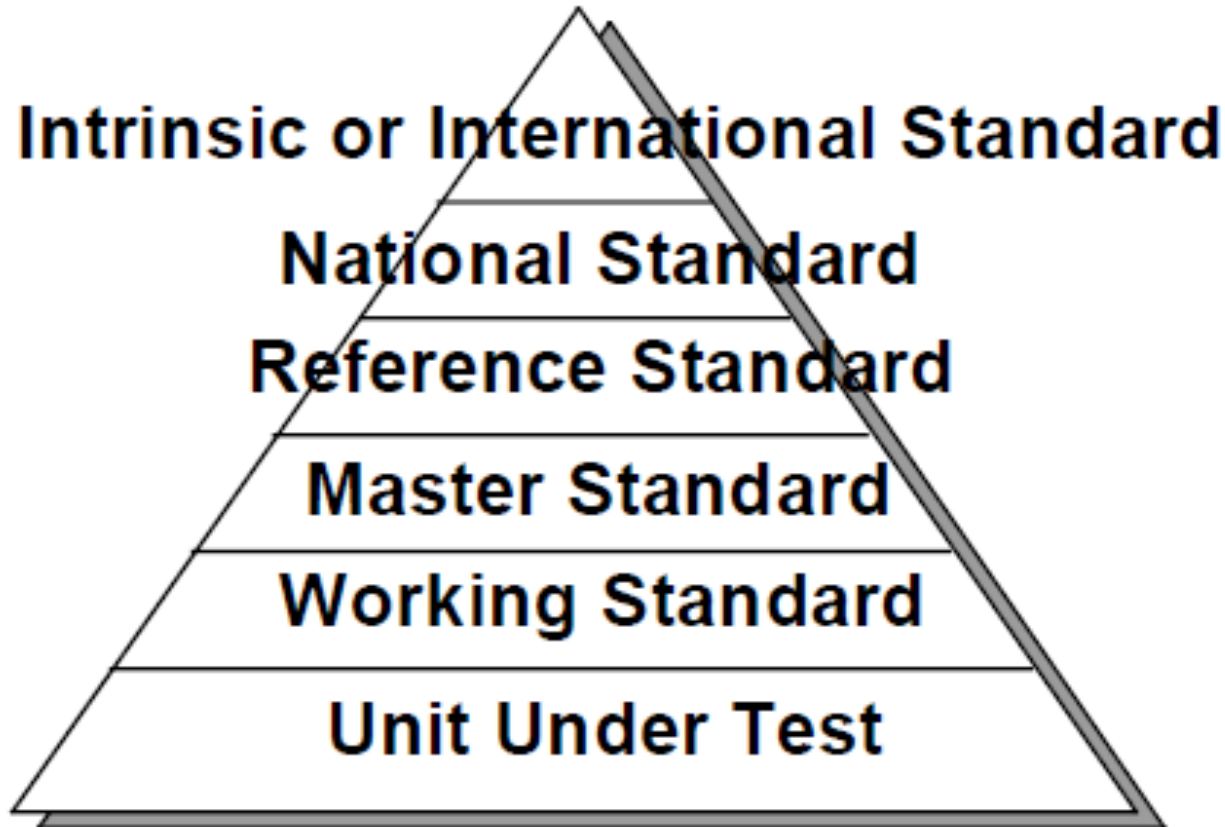 Intrinsic or International Standard
National Standard
Reference Standard
Master Standard
Working Standard
Unit Under Test